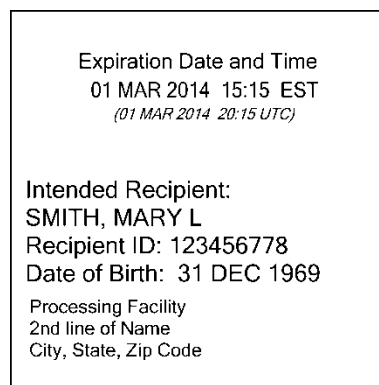 Expiration Date and Time
01 MAR 2014 15:15 EST
(01 MAR 2014 20:15 UTC)
Intended Recipient:
SMITH, MARY L
Recipient ID: 123456778
Date of Birth: 31 DEC 1969
Processing Facility
2nd line of Name
City, State, Zip Code